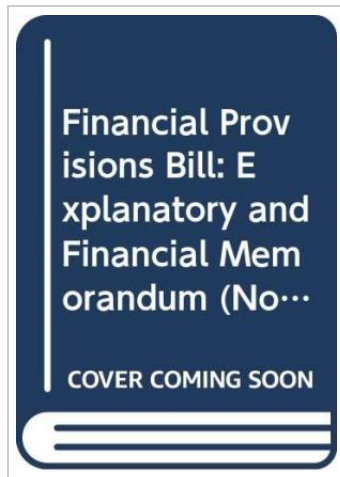 Financial Prov
isions Bill: E
xplanatory and
Financial Mem
orandum (No…
COVER COMING SOON